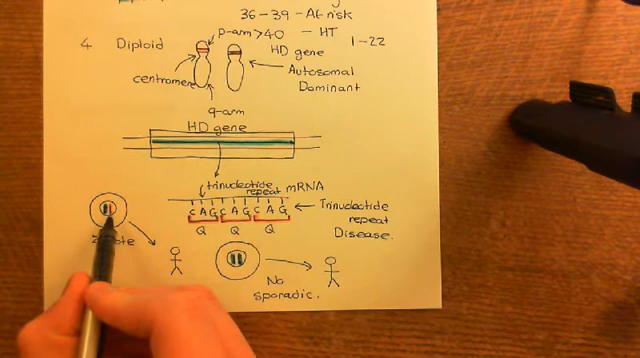 36-39 - At risk
4 Diploid
p-arm >40 - HT
HD gene
1-22
centromere
Autosomal
Dominant
q-arm
HD gene
trinucleotide
repeat mRNA
CAGCAGCAG
Q Q Q
Trinucleotide
repeat
Disease.
No
sporadic.